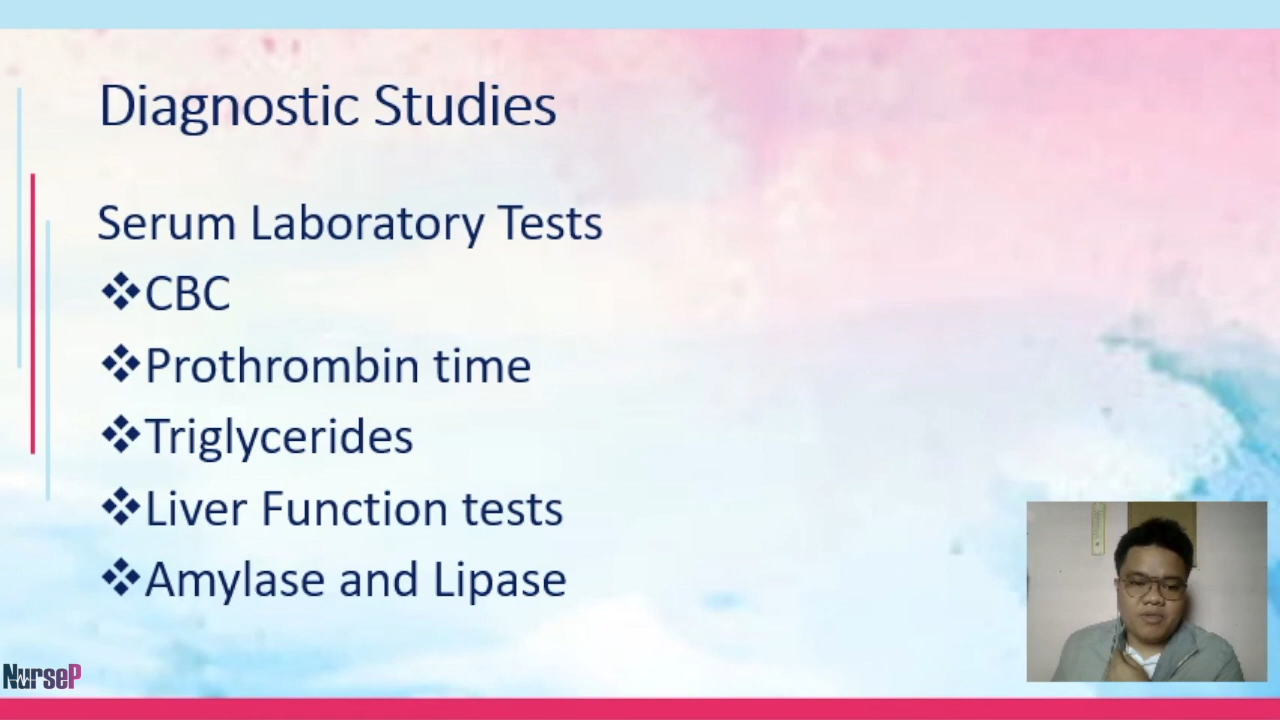 Diagnostic Studies
Serum Laboratory Tests
❖CBC
❖Prothrombin time
❖Triglycerides
❖Liver Function tests
❖Amylase and Lipase
NurseP